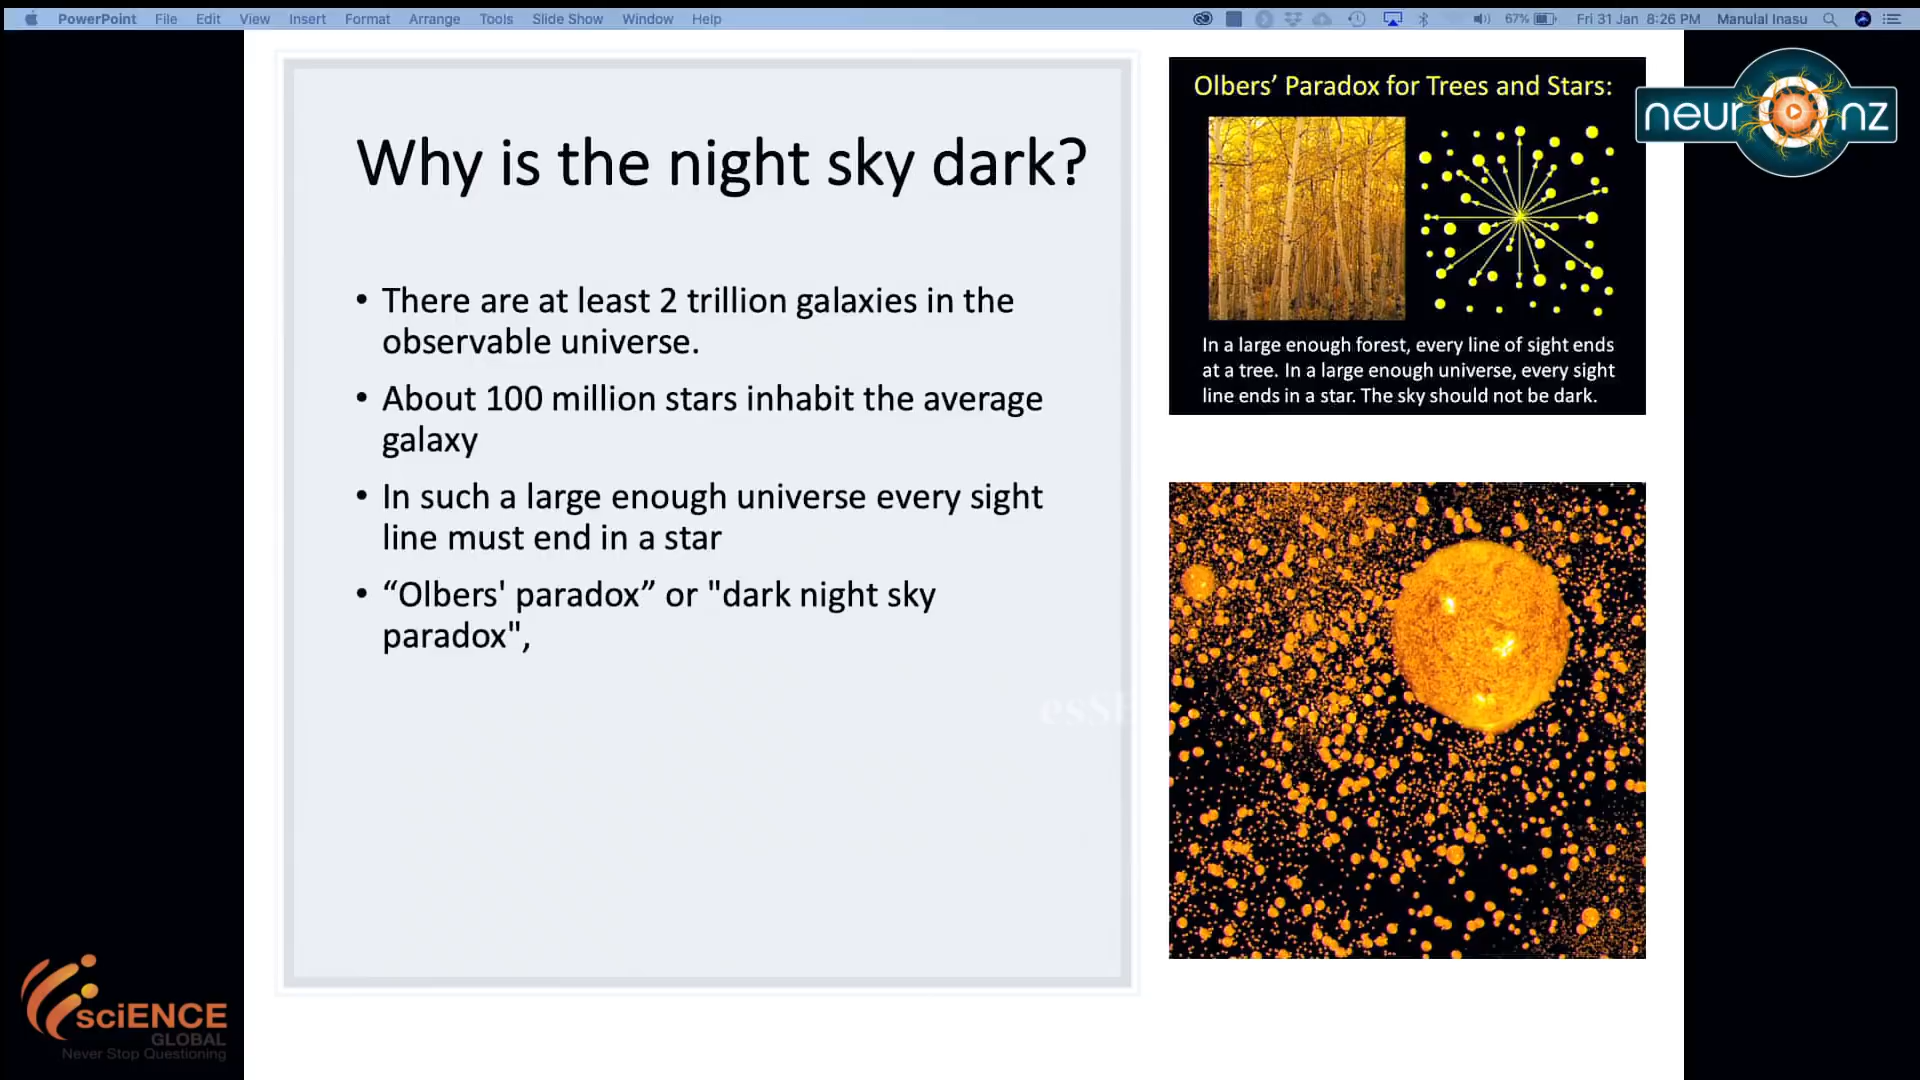 PowerPoint File Edit View Insert Format Arrange Tools Slide Show Window Help 67% Fri 31 Jan 8:26 PM Manulal Inasu
Why is the night sky dark?
• There are at least 2 trillion galaxies in the
observable universe.
• About 100 million stars inhabit the average
galaxy
• In such a large enough universe every sight
line must end in a star
• “Olbers' paradox” or "dark night sky
paradox",
Olbers’ Paradox for Trees and Stars:
In a large enough forest, every line of sight ends
at a tree. In a large enough universe, every sight
line ends in a star. The sky should not be dark.
neuronz
sciENCE
GLOBAL
Never Stop Questioning